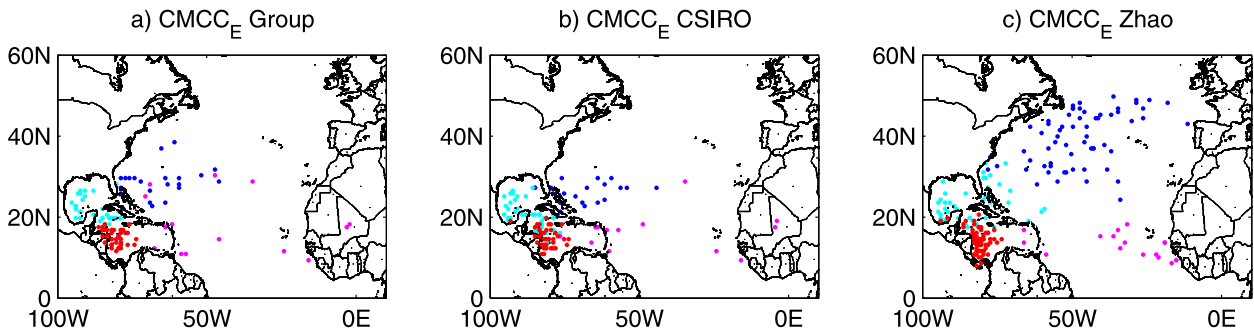 a) CMCC_E Group
60N
40N
20N
0
100W 50W 0E
b) CMCC_E CSIRO
60N
40N
20N
0
100W 50W 0E
c) CMCC_E Zhao
60N
40N
20N
0
100W 50W 0E